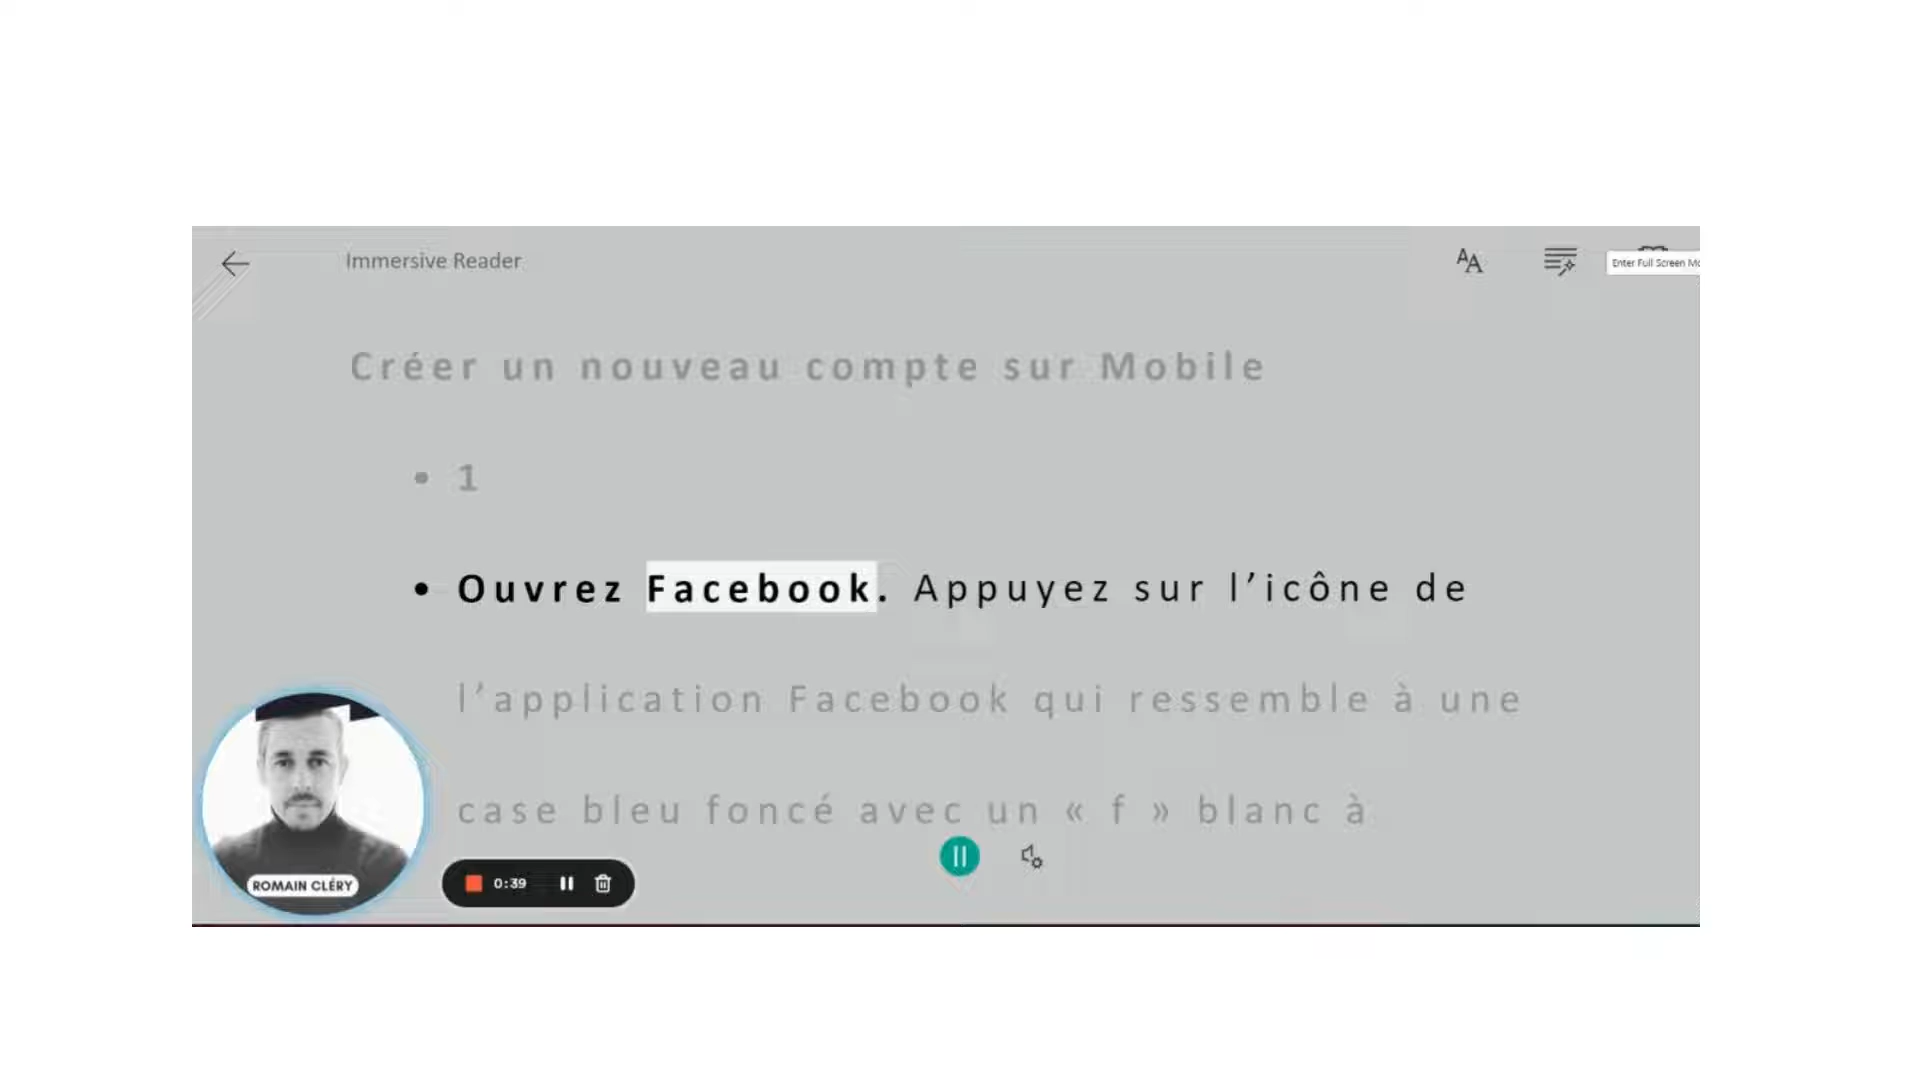 Immersive Reader
Enter Full Screen Mo
Créer un nouveau compte sur Mobile
• 1
• Ouvrez Facebook. Appuyez sur l’icône de
l’application Facebook qui ressemble à une
case bleu foncé avec un « f » blanc à
ROMAIN CLÉRY
0:39